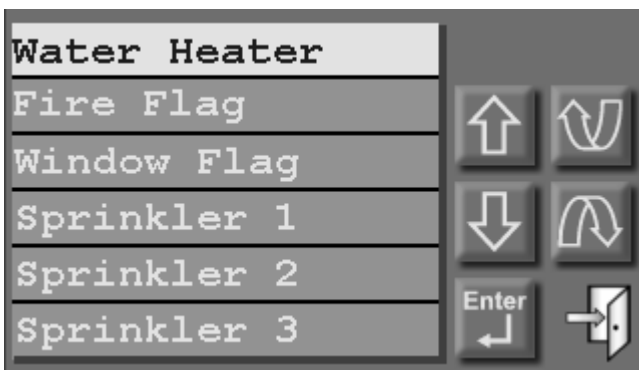 Water Heater
Fire Flag
Window Flag
Sprinkler 1
Sprinkler 2
Sprinkler 3
Enter